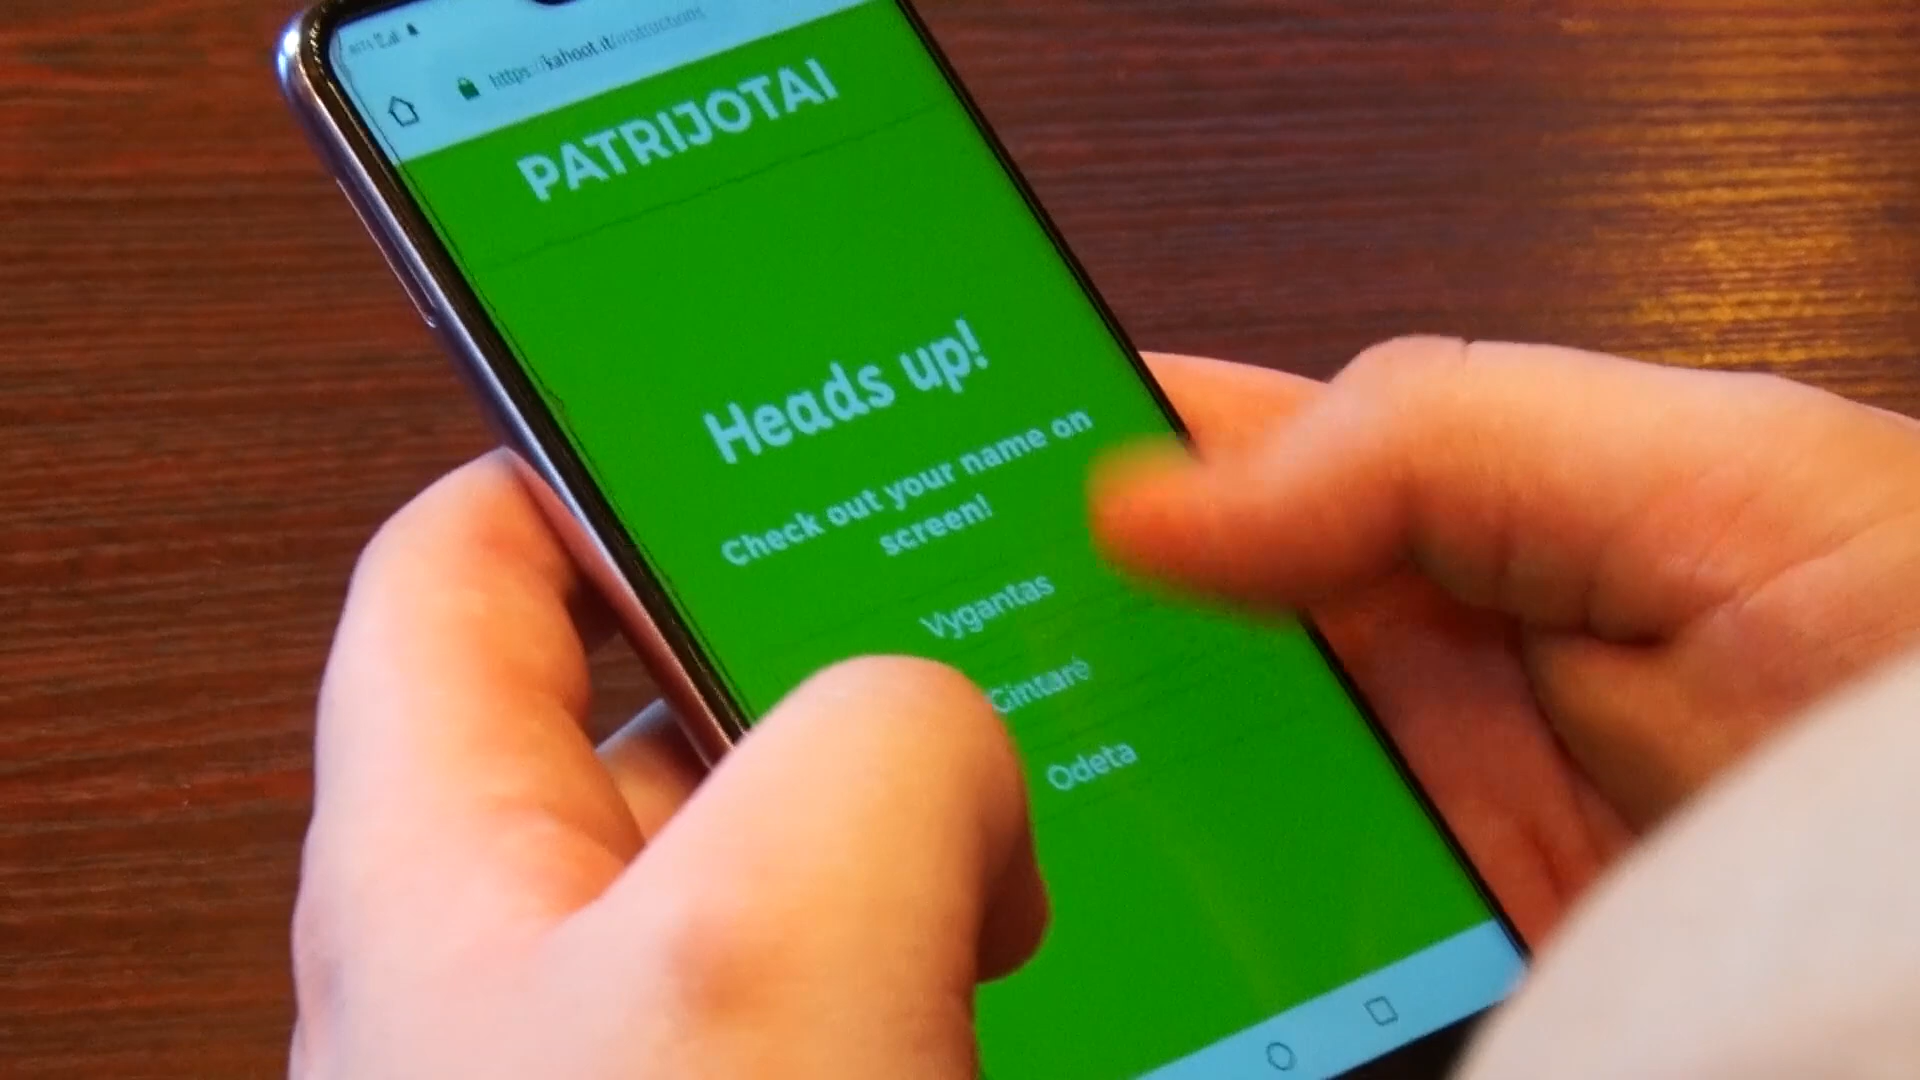 https://kahoot.it/instructions
PATRIJOTAI
Heads up!
Check out your name on
screen!
Vygantas
Gintarė
Odeta